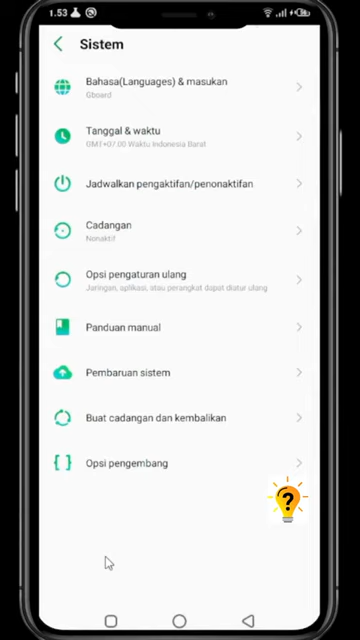 1.53
Sistem
Bahasa(Languages) & masukan
Gboard
Tanggal & waktu
GMT+07.00 Waktu Indonesia Barat
Jadwalkan pengaktifan/penonaktifan
Cadangan
Nonaktif
Opsi pengaturan ulang
Jaringan, aplikasi, atau perangkat dapat diatur ulang
Panduan manual
Pembaruan sistem
Buat cadangan dan kembalikan
Opsi pengembang
?